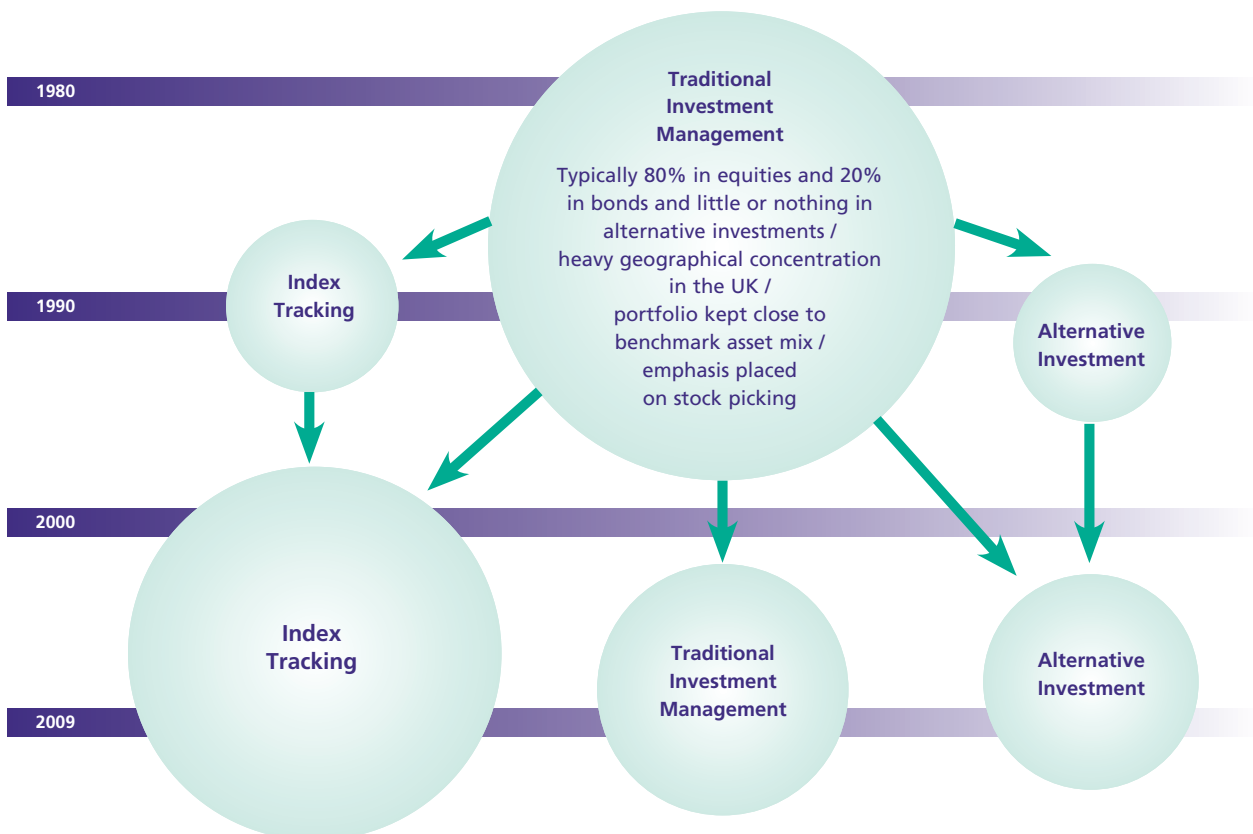 1980
Traditional
Investment
Management
Typically 80% in equities and 20%
in bonds and little or nothing in
alternative investments /
heavy geographical concentration
in the UK /
portfolio kept close to
benchmark asset mix /
emphasis placed
on stock picking
1990
Index
Tracking
Alternative
Investment
2000
Index
Tracking
Traditional
Investment
Management
Alternative
Investment
2009